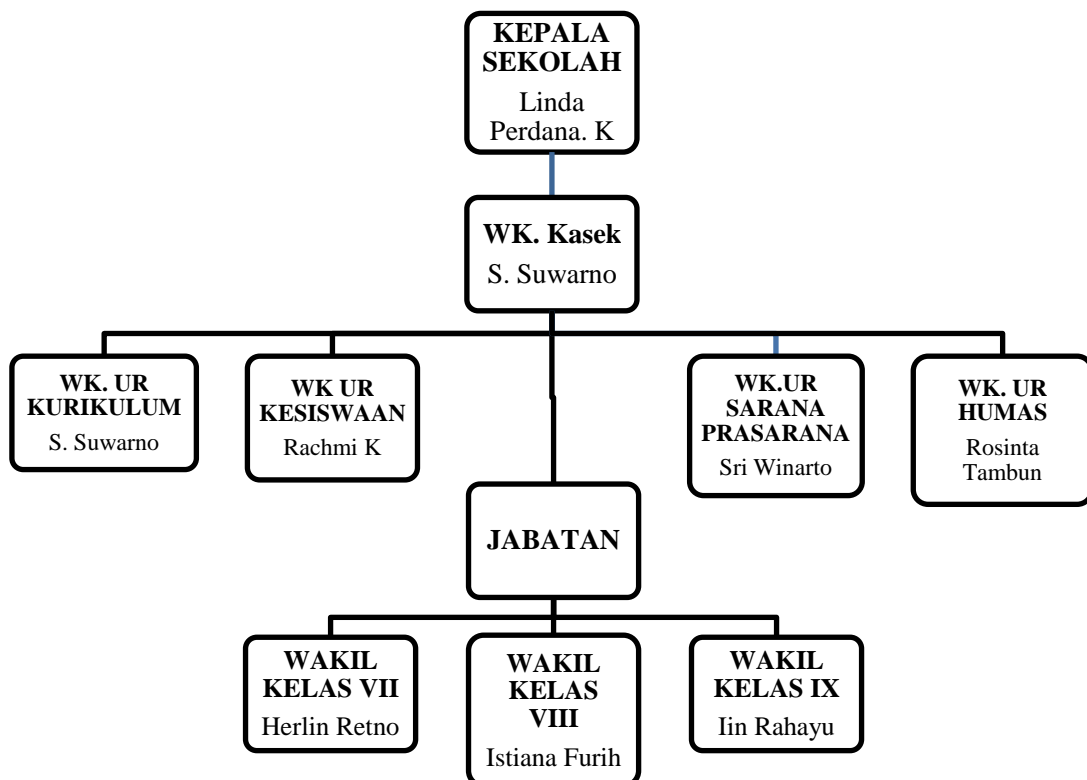 KEPALA
SEKOLAH
Linda
Perdana. K
WK. Kasek
S. Suwarno
WK. UR
KURIKULUM
S. Suwarno
WK UR
KESISWAAN
Rachmi K
WK.UR
SARANA
PRASARANA
Sri Winarto
WK. UR
HUMAS
Rosinta
Tambun
JABATAN
WAKIL
KELAS VII
Herlin Retno
WAKIL
KELAS
VIII
Istiana Furih
WAKIL
KELAS IX
Iin Rahayu